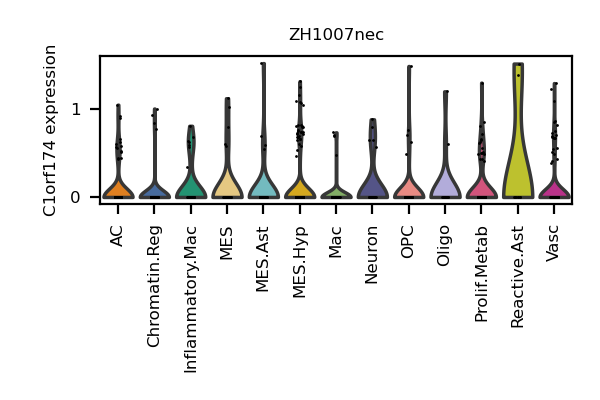 ZH1007nec
C1orf174 expression
1
0
AC
Chromatin.Reg
Inflammatory.Mac
MES
MES.Ast
MES.Hyp
Mac
Neuron
OPC
Oligo
Prolif.Metab
Reactive.Ast
Vasc